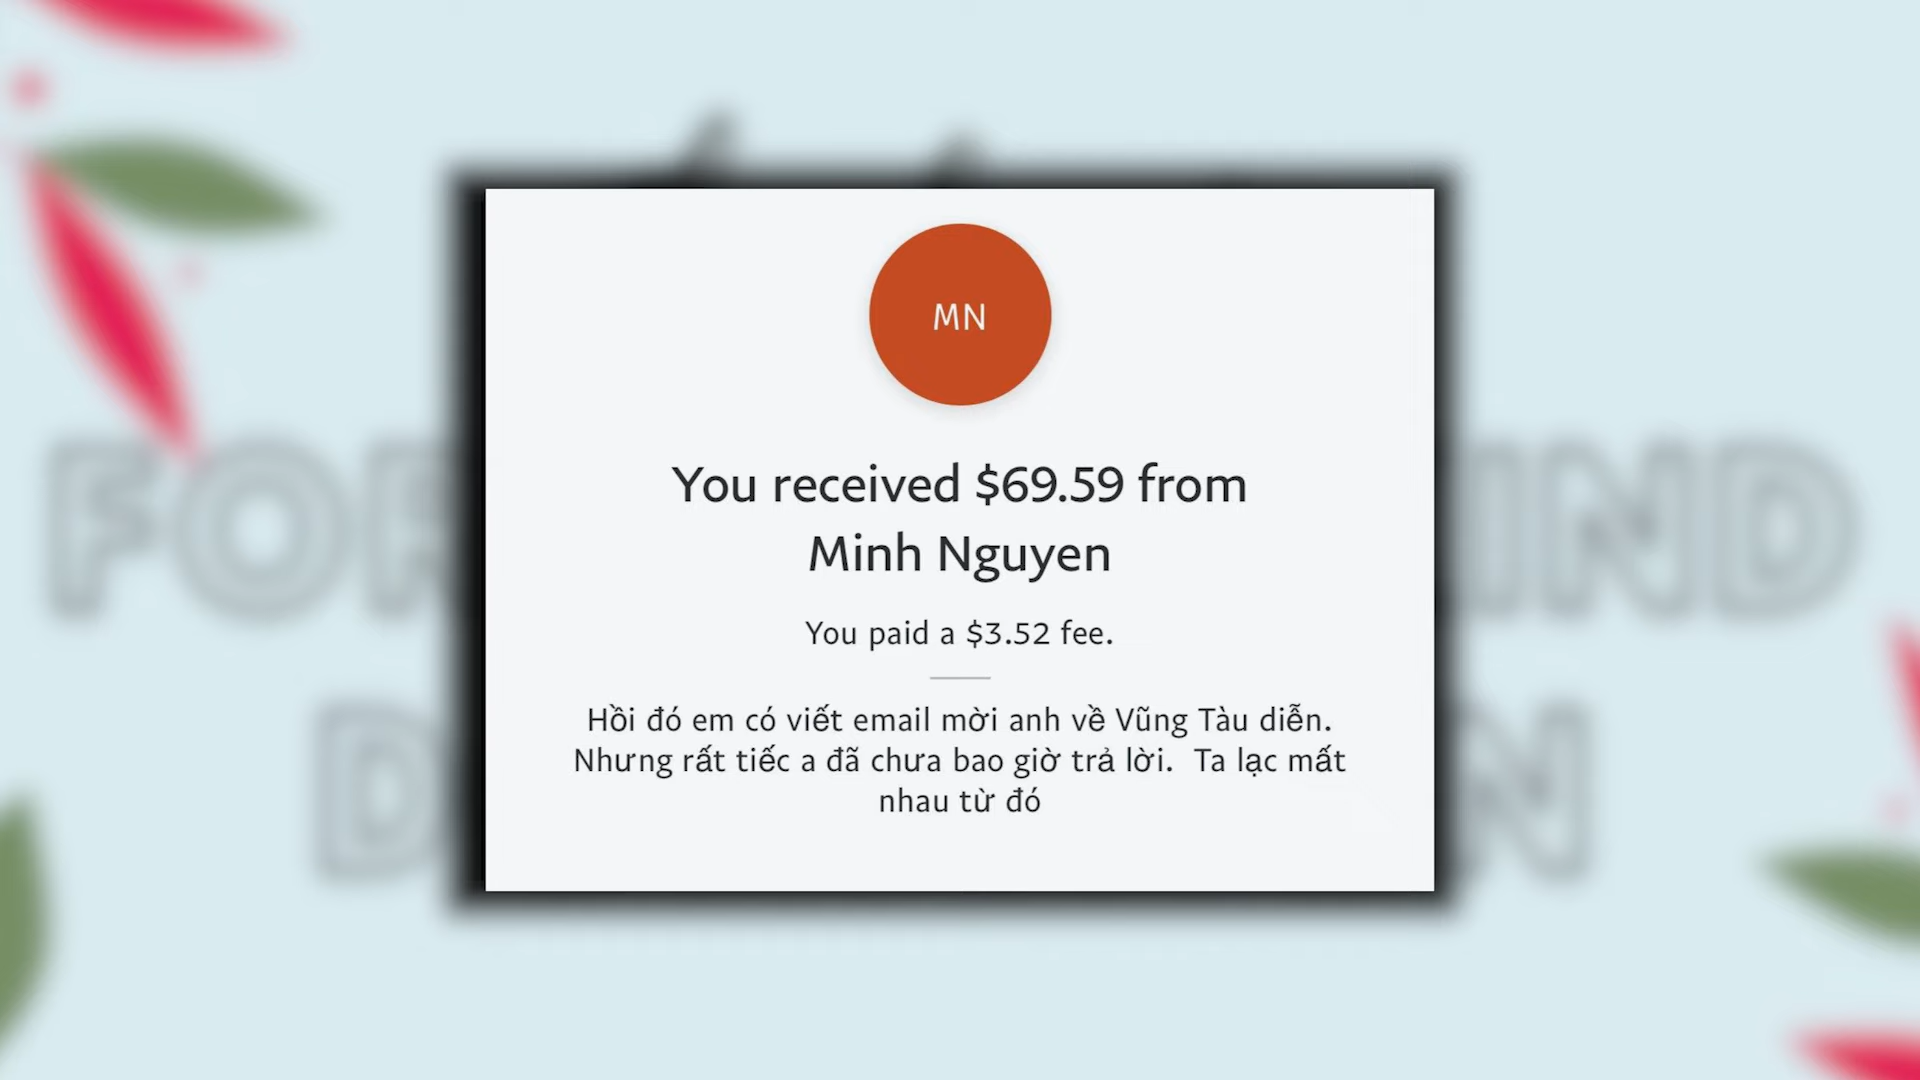 MN
You received $69.59 from
Minh Nguyen
You paid a $3.52 fee.
Hồi đó em có viết email mời anh về Vũng Tàu diễn.
Nhưng rất tiếc a đã chưa bao giờ trả lời.  Ta lạc mất
nhau từ đó